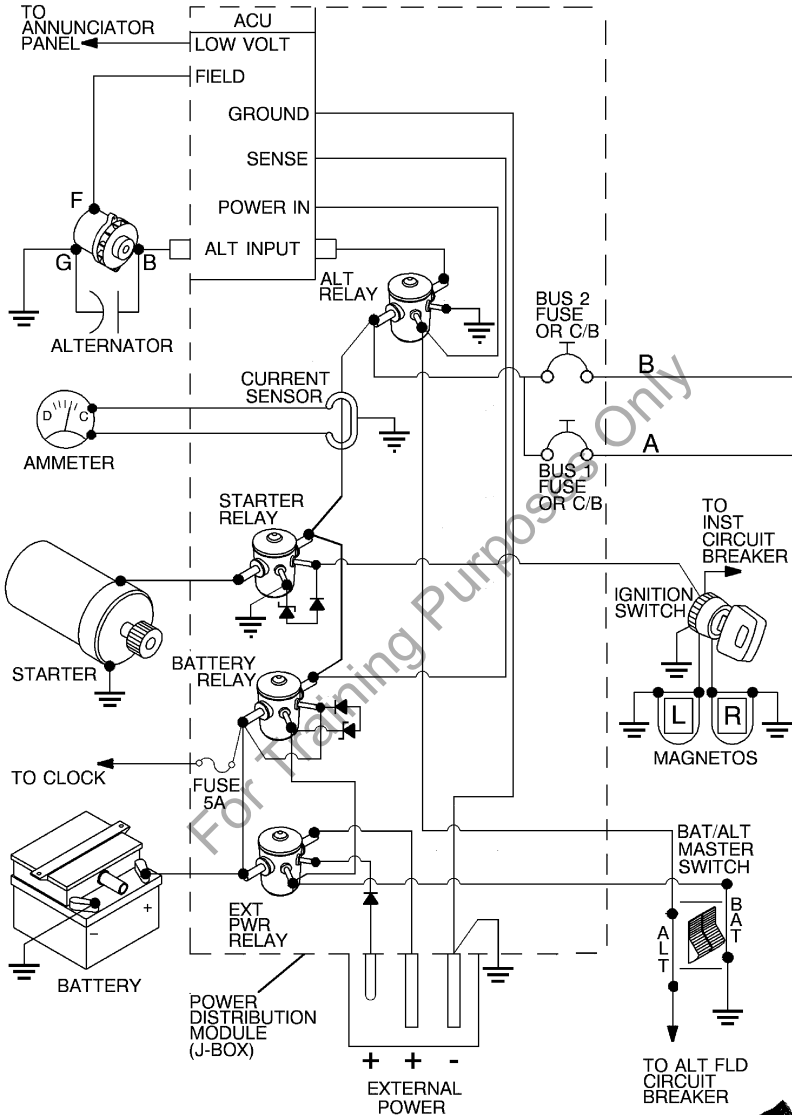 TO
ANNUNCIATOR
PANEL
ACU
LOW VOLT
FIELD
GROUND
SENSE
POWER IN
ALT INPUT
F
G
B
ALTERNATOR
ALT
RELAY
BUS 2
FUSE
OR C/B
B
CURRENT
SENSOR
D
C
AMMETER
A
BUS 1
FUSE
OR C/B
STARTER
RELAY
TO
INST
CIRCUIT
BREAKER
IGNITION
SWITCH
STARTER
BATTERY
RELAY
L
R
MAGNETOS
TO CLOCK
FUSE
5A
BAT/ALT
MASTER
SWITCH
EXT
PWR
RELAY
+
-
BATTERY
ALT
BAT
POWER
DISTRIBUTION
MODULE
(J-BOX)
+ + -
EXTERNAL
POWER
TO ALT FLD
CIRCUIT
BREAKER
For Training Purposes Only